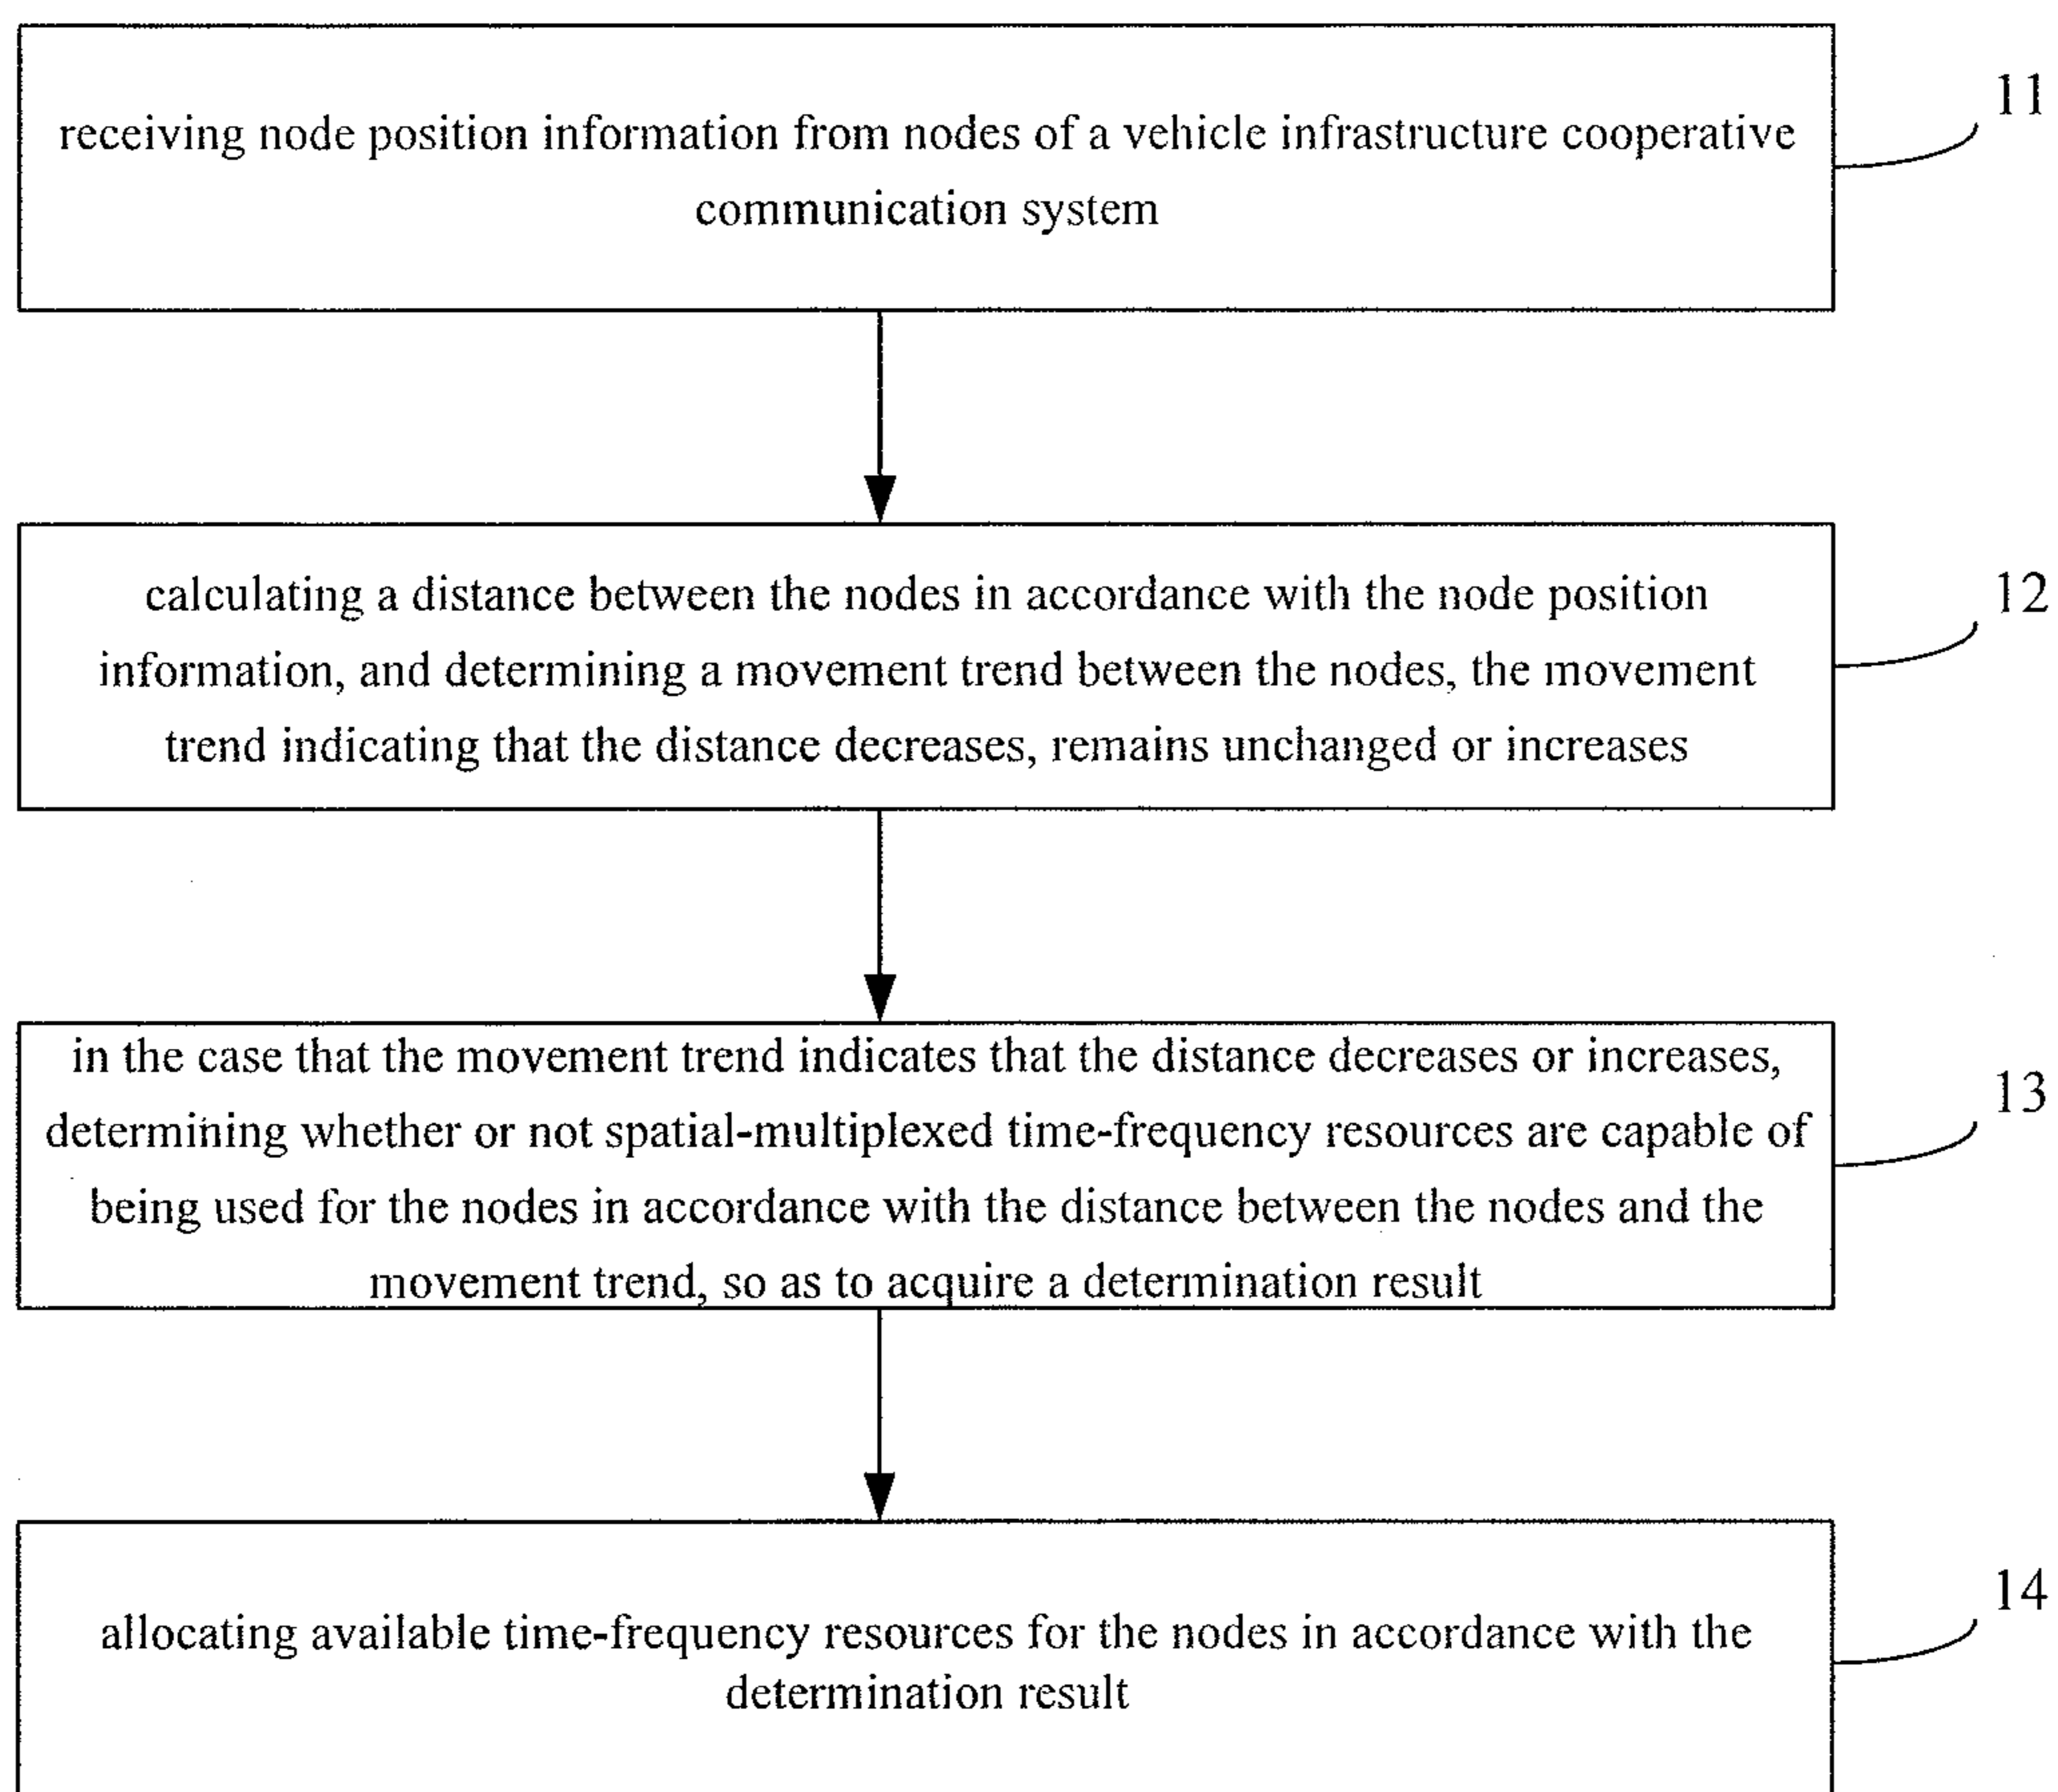 receiving node position information from nodes of a vehicle infrastructure cooperative
communication system
11
calculating a distance between the nodes in accordance with the node position
information, and determining a movement trend between the nodes, the movement
trend indicating that the distance decreases, remains unchanged or increases
12
in the case that the movement trend indicates that the distance decreases or increases,
determining whether or not spatial-multiplexed time-frequency resources are capable of
being used for the nodes in accordance with the distance between the nodes and the
movement trend, so as to acquire a determination result
13
allocating available time-frequency resources for the nodes in accordance with the
determination result
14